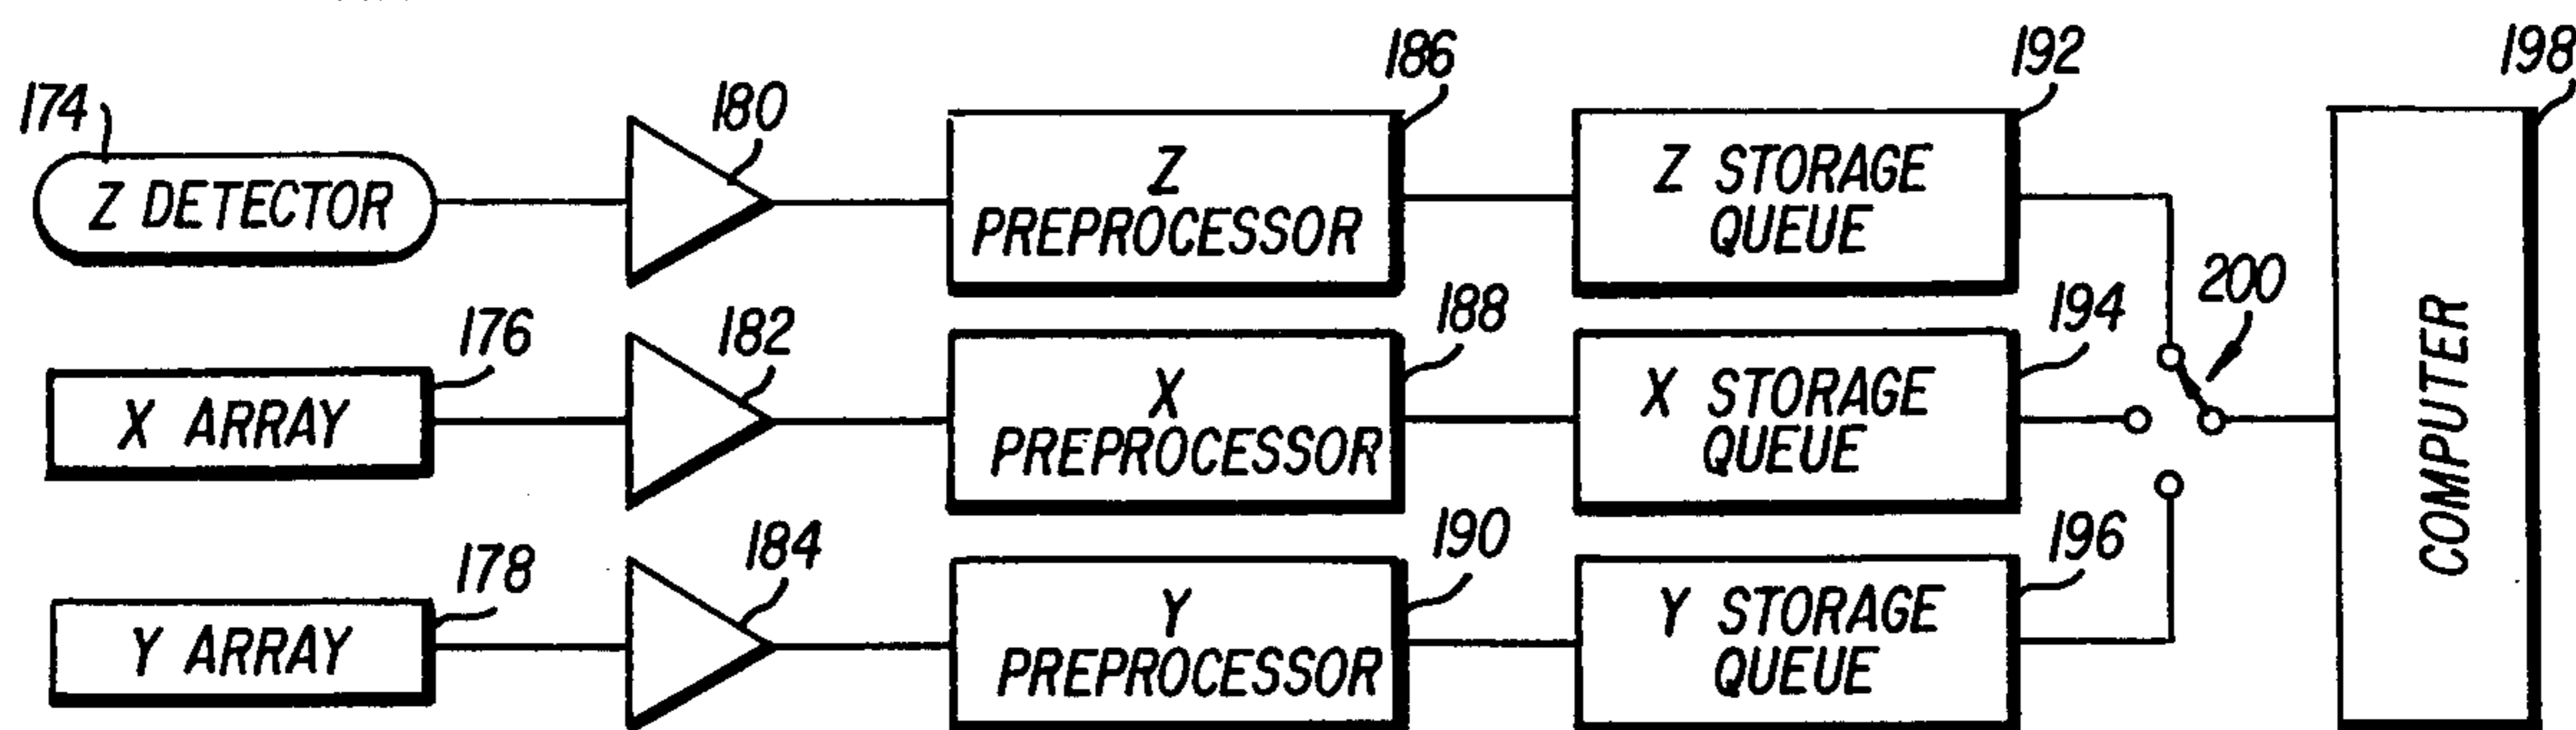 174
Z DETECTOR
180
186
Z
PREPROCESSOR
192
Z STORAGE
QUEUE
198
176
X ARRAY
182
188
X
PREPROCESSOR
194
X STORAGE
QUEUE
200
COMPUTER
178
Y ARRAY
184
190
Y
PREPROCESSOR
196
Y STORAGE
QUEUE